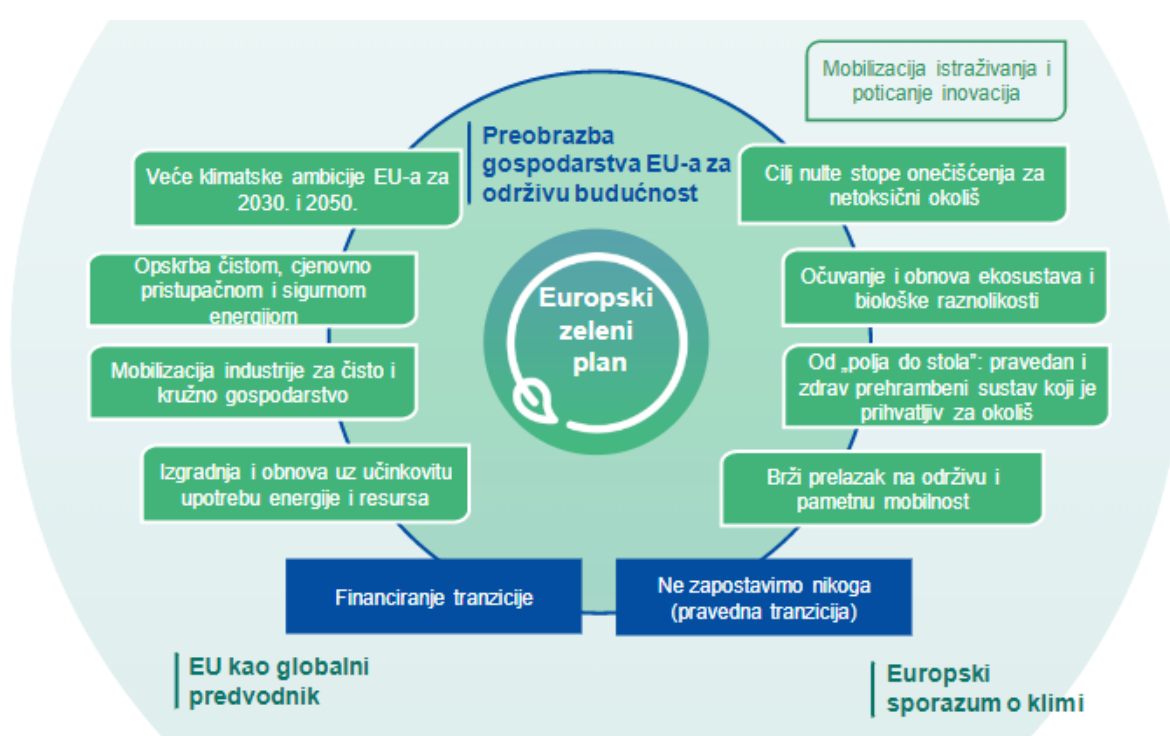 Mobilizacija istraživanja i
poticanje inovacija
Preobrazba
gospodarstva EU-a za
održivu budućnost
Veće klimatske ambicije EU-a za
2030. i 2050.
Cilj nulte stope onečišćenja za
netoksični okoliš
Opskrba čistom, cjenovno
pristupačnom i sigurnom
energijom
Očuvanje i obnova ekosustava i
biološke raznolikosti
Europski
zeleni
plan
Mobilizacija industrije za čisto i
kružno gospodarstvo
Od „polja do stola": pravedan i
zdrav prehrambeni sustav koji je
prihvatljiv za okoliš
Izgradnja i obnova uz učinkovitu
upotrebu energije i resursa
Brži prelazak na održivu i
pametnu mobilnost
Financiranje tranzicije
Ne zapostavimo nikoga
(pravedna tranzicija)
EU kao globalni
predvodnik
Europski
sporazum o klimi